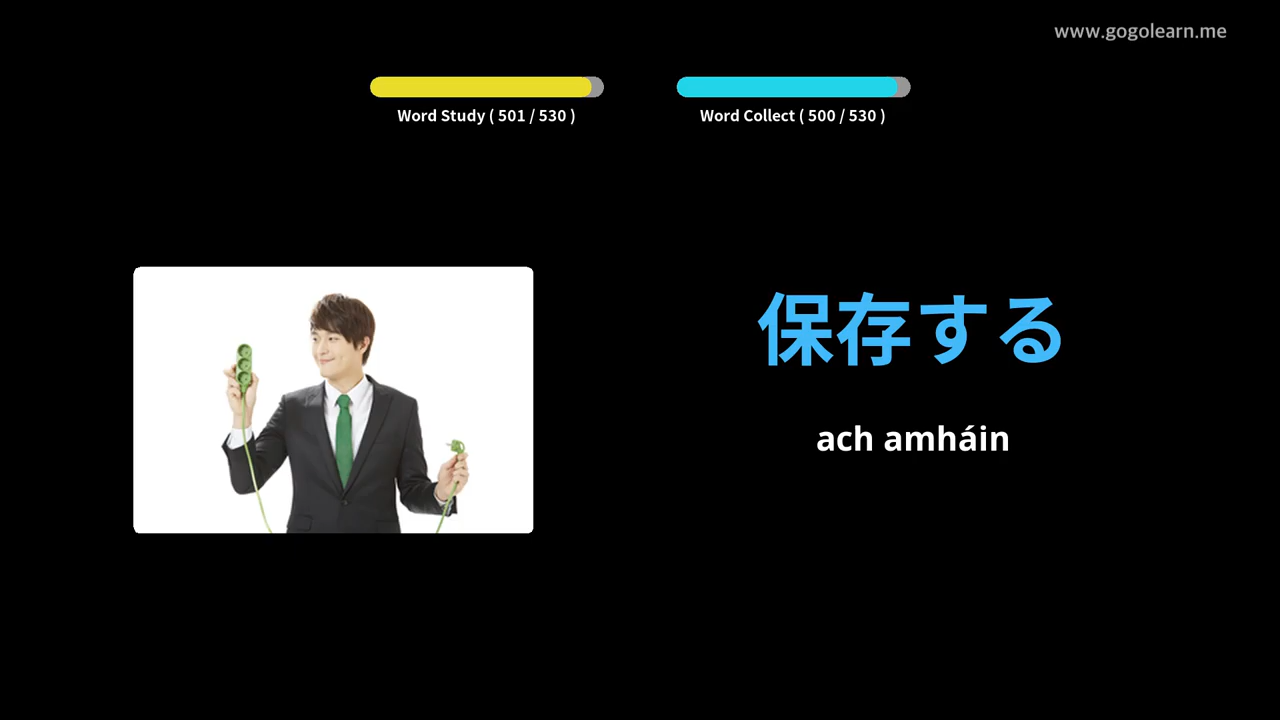 www.gogolearn.me
Word Study ( 501 / 530 )
Word Collect ( 500 / 530 )
保存する
ach amháin